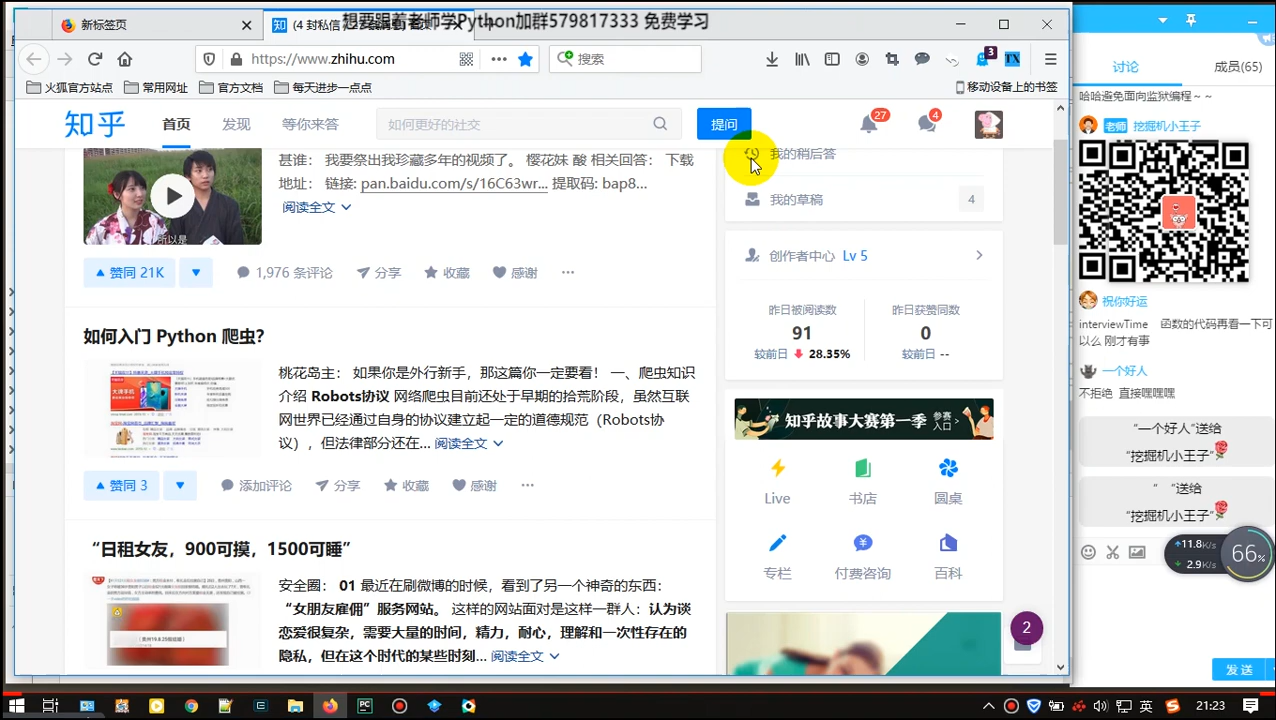 新标签页
知 (4 封私信
想要跟着老师学Python加群579817333 免费学习
https://www.zhihu.com
搜索
3
TX
火狐官方站点
常用网址
官方文档
每天进步一点点
移动设备上的书签
知乎
首页
发现
等你来答
如何更好的社交
提问
27
4
甚谁： 我要祭出我珍藏多年的视频了。 樱花妹 酸 相关回答： 下载
地址： 链接: pan.baidu.com/s/16C63wr... 提取码: bap8...
阅读全文
所以是
赞同 21K
1,976 条评论
分享
收藏
感谢
如何入门 Python 爬虫？
桃花岛主： 如果你是外行新手，那这篇你一定要看！ 一、爬虫知识
介绍 Robots协议 网络爬虫目前还处于早期的拾荒阶段，虽然互联
网世界已经通过自身的协议建立起一定的道德规范（Robots协
议），但法律部分还在... 阅读全文
赞同 3
添加评论
分享
收藏
感谢
“日租女友，900可摸，1500可睡”
安全圈： 01 最近在刷微博的时候，看到了另一个神奇的东西：
“女朋友雇佣”服务网站。 这样的网站面对是这样一群人：认为谈
恋爱很复杂，需要大量的时间，精力，耐心，理解和一次性存在的
隐私，但在这个时代的某些时刻... 阅读全文
我的稍后答
我的草稿
4
创作者中心 Lv 5
昨日被阅读数
昨日获赞同数
91
0
较前日 28.35%
较前日 --
知乎故事大赛第一季
参赛入口
Live
书店
圆桌
专栏
付费咨询
百科
2
讨论
成员(65)
哈哈避免面向监狱编程~ ~
老师 挖掘机小王子
祝你好运
interviewTime 函数的代码再看一下可
以么 刚才有事
一个好人
不拒绝 直接嘿嘿嘿
“一个好人”送给
“挖掘机小王子”
“ ”送给
“挖掘机小王子”
11.8K/s
2.9K/s
66%
发 送
PC
英
21:23